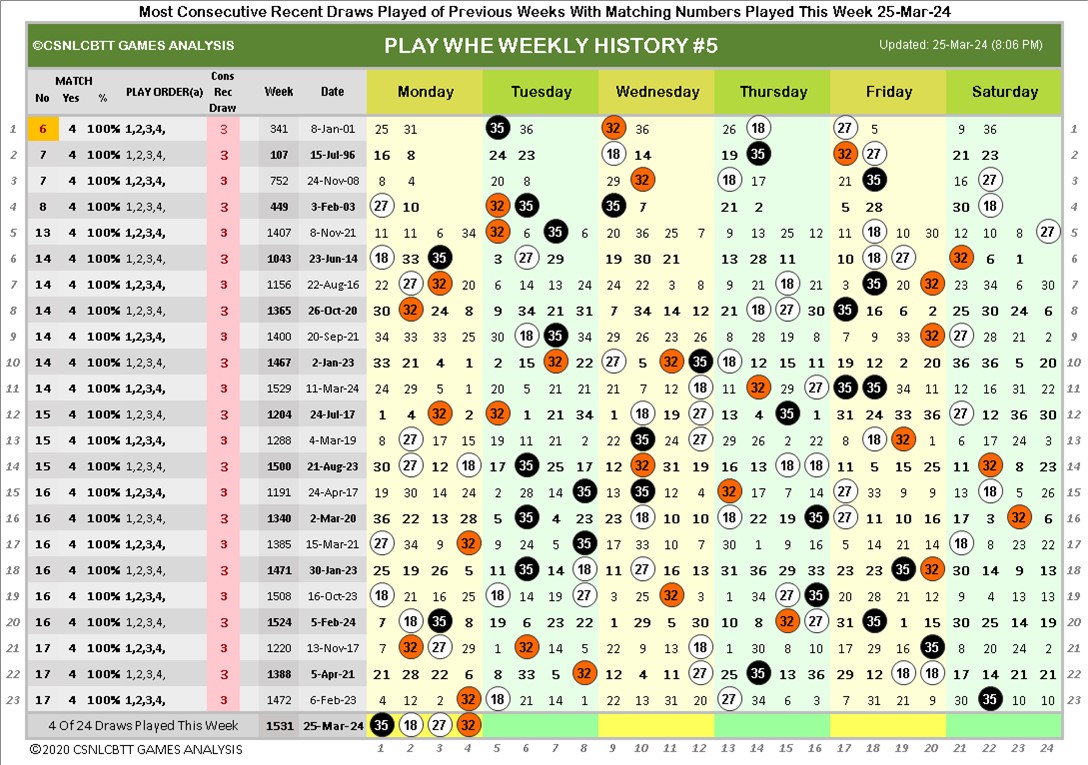 Most Consecutive Recent Draws Played of Previous Weeks With Matching Numbers Played This Week 25-Mar-24
©CSNLCBTT GAMES ANALYSIS PLAY WHE WEEKLY HISTORY #5 Updated: 25-Mar-24 (8:06 PM)
No MATCH Yes % PLAY ORDER(a) Cons Rec Draw Week Date Monday Tuesday Wednesday Thursday Friday Saturday
1 6 4 100% 1,2,3,4, 3 341 8-Jan-01 25 31 35 36 32 36 26 18 27 5 9 36 1
2 7 4 100% 1,2,3,4, 3 107 15-Jul-96 16 8 24 23 18 14 19 35 32 27 21 23 2
3 7 4 100% 1,2,3,4, 3 752 24-Nov-08 8 4 20 8 29 32 18 17 21 35 16 27 3
4 8 4 100% 1,2,3,4, 3 449 3-Feb-03 27 10 32 35 35 7 21 2 5 28 30 18 4
5 13 4 100% 1,2,3,4, 3 1407 8-Nov-21 11 11 6 34 32 6 35 6 20 36 25 7 9 13 25 12 11 18 10 30 12 10 8 27 5
6 14 4 100% 1,2,3,4, 3 1043 23-Jun-14 18 33 35 3 27 29 19 30 21 13 28 11 10 18 27 32 6 1 6
7 14 4 100% 1,2,3,4, 3 1156 22-Aug-16 22 27 32 20 6 14 13 24 24 22 3 8 9 21 18 21 3 35 20 32 23 34 6 30 7
8 14 4 100% 1,2,3,4, 3 1365 26-Oct-20 30 32 24 8 9 34 21 31 7 34 14 12 21 18 27 30 35 16 6 2 25 30 24 6 8
9 14 4 100% 1,2,3,4, 3 1400 20-Sep-21 34 33 33 25 30 18 35 34 29 26 23 26 8 28 19 8 7 9 33 32 27 28 21 2 9
10 14 4 100% 1,2,3,4, 3 1467 2-Jan-23 33 21 4 1 2 15 32 22 27 5 32 35 18 12 15 11 19 12 2 20 36 36 5 20 10
11 14 4 100% 1,2,3,4, 3 1529 11-Mar-24 24 29 5 1 20 5 21 21 21 7 12 18 11 32 29 27 35 35 34 11 12 16 31 22 11
12 15 4 100% 1,2,3,4, 3 1204 24-Jul-17 1 4 32 2 32 1 21 34 1 18 19 27 13 4 35 1 31 24 33 36 27 12 36 30 12
13 15 4 100% 1,2,3,4, 3 1288 4-Mar-19 8 27 17 15 19 11 21 2 22 35 24 27 29 26 2 22 8 18 32 1 6 17 24 3 13
14 15 4 100% 1,2,3,4, 3 1500 21-Aug-23 30 27 12 18 17 35 25 17 12 32 31 19 16 13 18 18 11 5 15 25 11 32 8 23 14
15 16 4 100% 1,2,3,4, 3 1191 24-Apr-17 19 30 14 24 2 28 14 35 13 35 12 4 32 17 7 14 27 33 9 9 13 18 5 26 15
16 16 4 100% 1,2,3,4, 3 1340 2-Mar-20 36 22 13 28 5 35 4 23 23 18 10 10 18 22 19 35 27 11 10 16 17 3 32 6 16
17 16 4 100% 1,2,3,4, 3 1385 15-Mar-21 27 34 9 32 9 24 5 35 17 33 10 7 30 1 9 16 5 14 21 14 18 8 23 22 17
18 16 4 100% 1,2,3,4, 3 1471 30-Jan-23 25 19 26 5 11 35 14 18 11 27 16 13 31 36 29 33 23 23 35 32 30 14 9 13 18
19 16 4 100% 1,2,3,4, 3 1508 16-Oct-23 18 21 16 25 18 14 19 27 3 25 32 3 1 34 27 35 20 28 21 12 9 4 13 13 19
20 16 4 100% 1,2,3,4, 3 1524 5-Feb-24 7 18 35 8 19 6 23 22 1 29 5 30 10 8 32 27 31 35 1 15 30 25 14 19 20
21 17 4 100% 1,2,3,4, 3 1220 13-Nov-17 7 32 27 29 1 32 14 5 22 9 13 18 1 30 8 10 17 29 16 35 8 20 24 2 21
22 17 4 100% 1,2,3,4, 3 1388 5-Apr-21 21 28 22 6 8 33 5 32 12 4 11 27 14 35 13 36 29 12 18 18 17 14 21 21 22
23 17 4 100% 1,2,3,4, 3 1472 6-Feb-23 4 12 2 32 18 21 14 1 22 13 31 20 27 34 6 3 7 31 21 9 30 35 10 10 23
4 Of 24 Draws Played This Week 1531 25-Mar-24 35 18 27 32
©2020 CSNLCBTT GAMES ANALYSIS 1 2 3 4 5 6 7 8 9 10 11 12 13 14 15 16 17 18 19 20 21 22 23 24